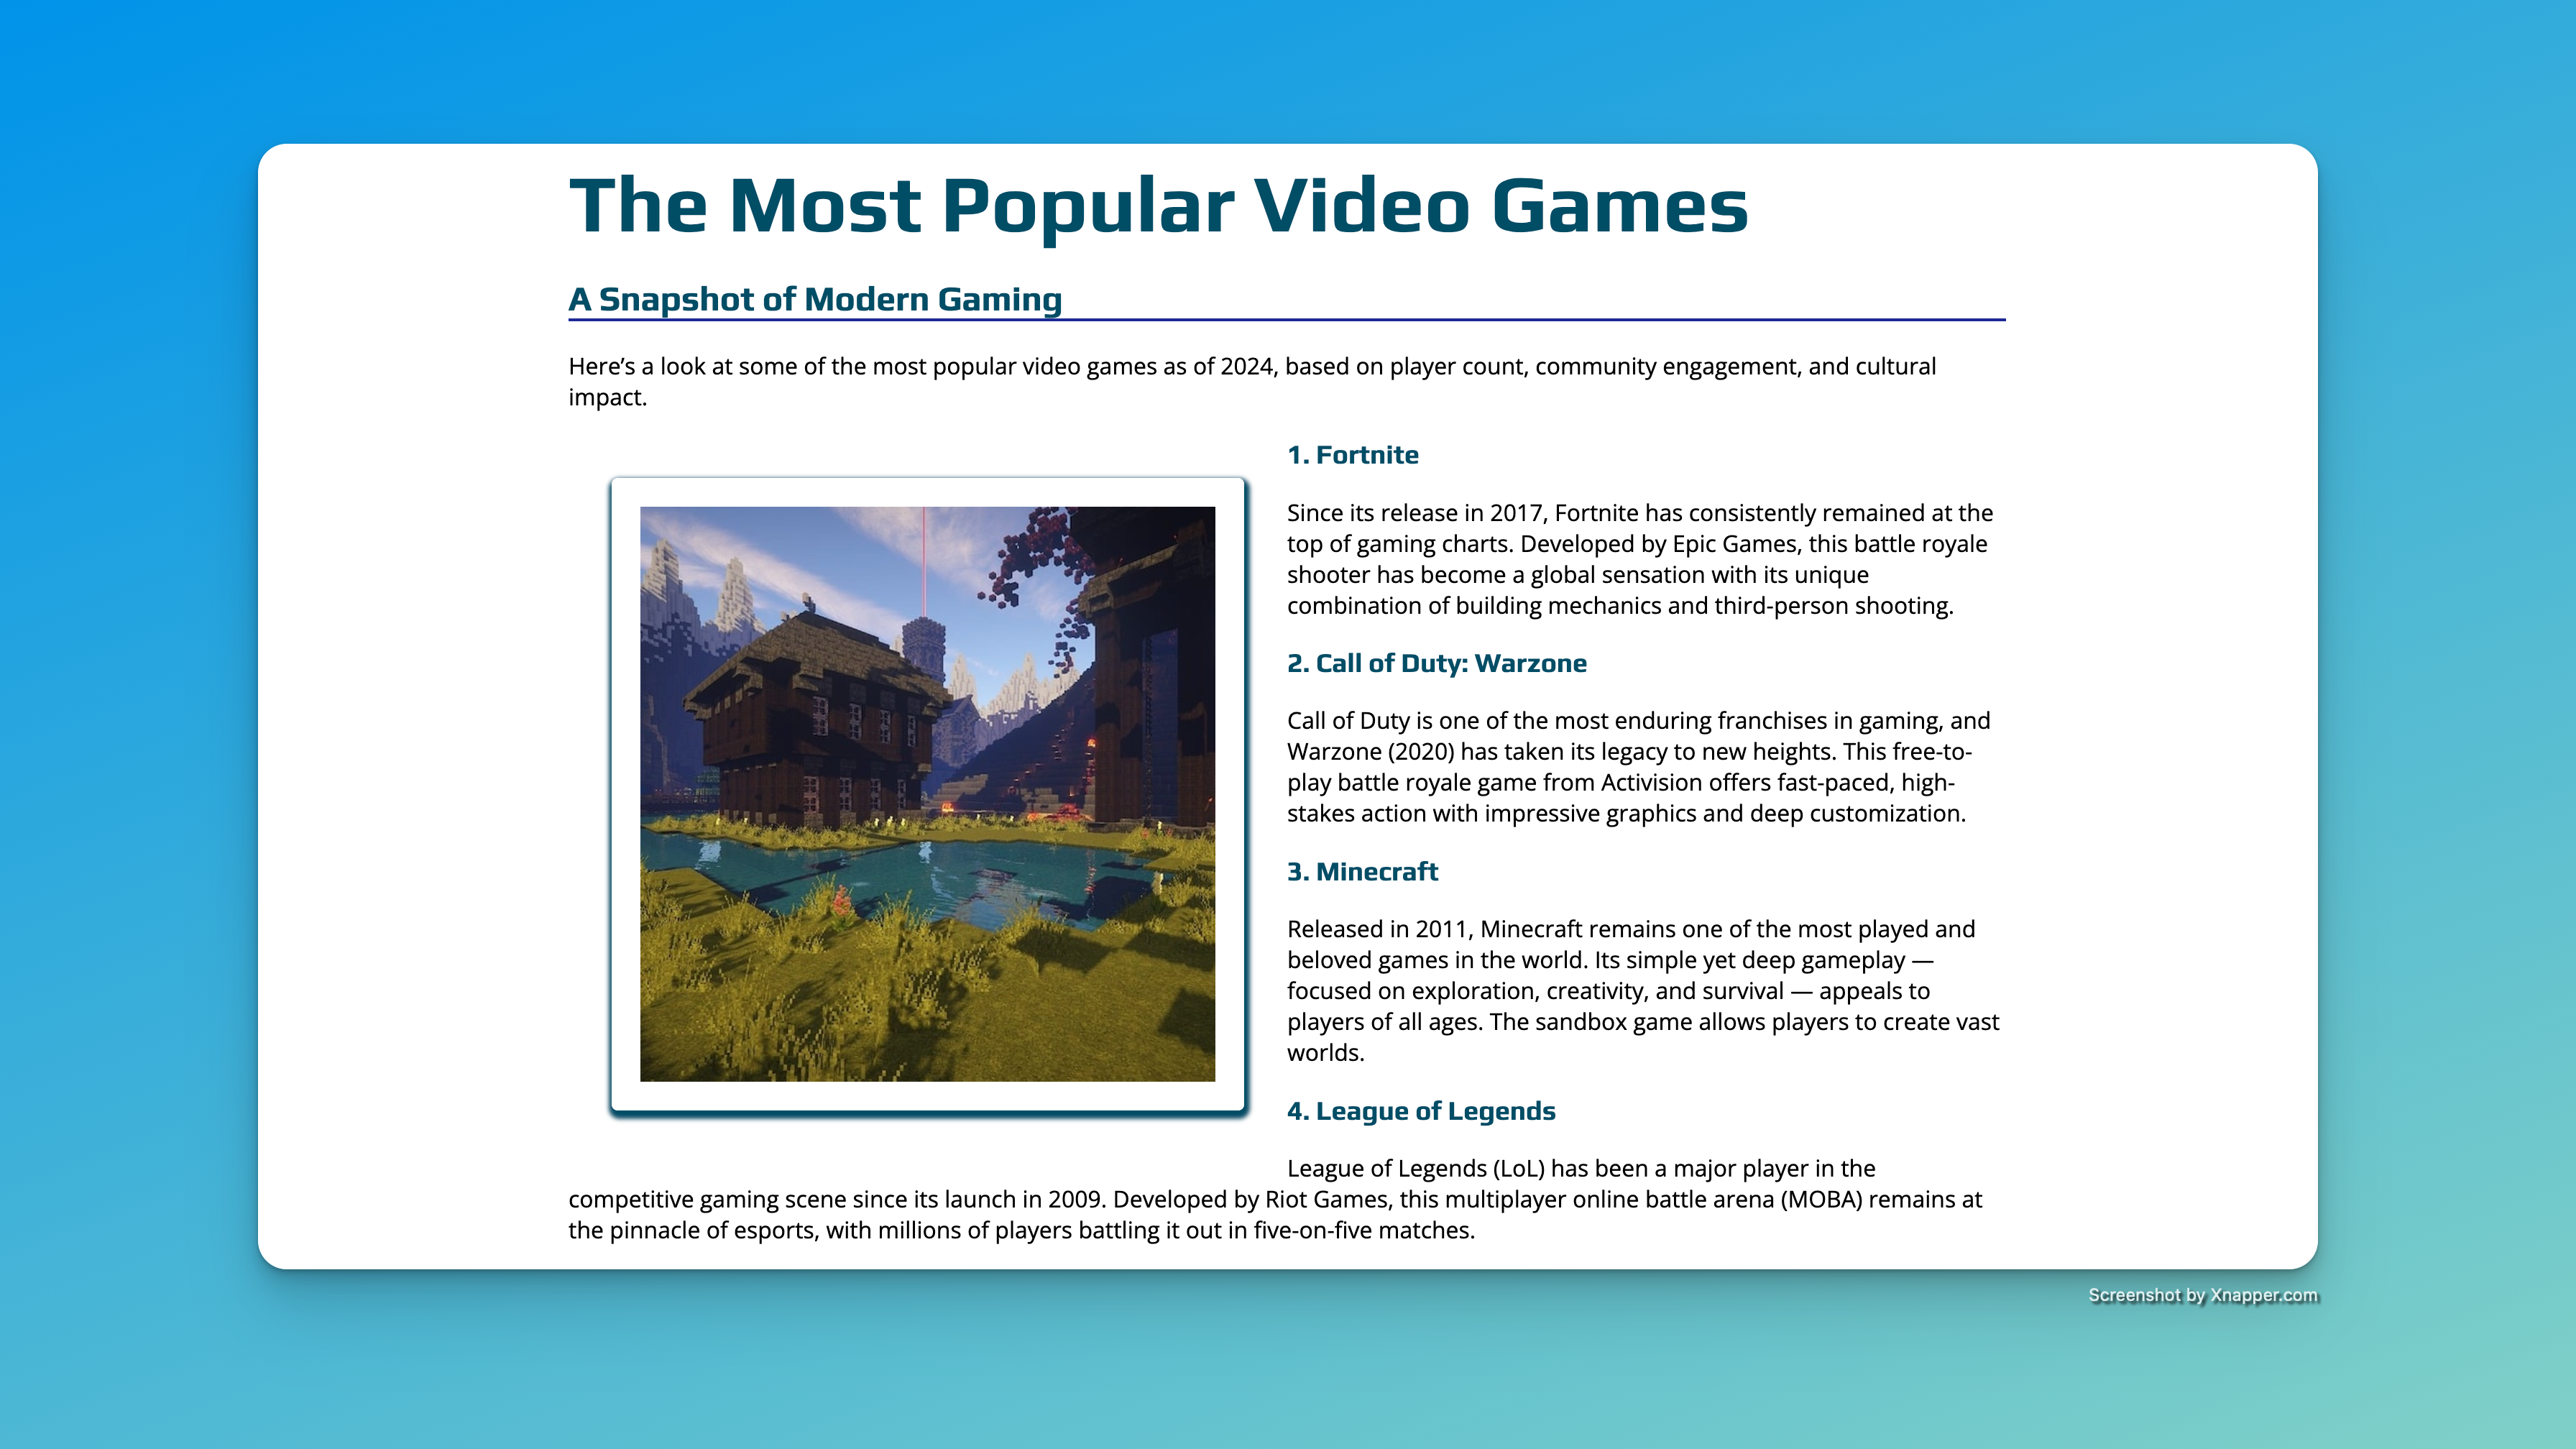 The Most Popular Video Games
A Snapshot of Modern Gaming
Here’s a look at some of the most popular video games as of 2024, based on player count, community engagement, and cultural
impact.
1. Fortnite
Since its release in 2017, Fortnite has consistently remained at the
top of gaming charts. Developed by Epic Games, this battle royale
shooter has become a global sensation with its unique
combination of building mechanics and third-person shooting.
2. Call of Duty: Warzone
Call of Duty is one of the most enduring franchises in gaming, and
Warzone (2020) has taken its legacy to new heights. This free-to-
play battle royale game from Activision offers fast-paced, high-
stakes action with impressive graphics and deep customization.
3. Minecraft
Released in 2011, Minecraft remains one of the most played and
beloved games in the world. Its simple yet deep gameplay —
focused on exploration, creativity, and survival — appeals to
players of all ages. The sandbox game allows players to create vast
worlds.
4. League of Legends
League of Legends (LoL) has been a major player in the
competitive gaming scene since its launch in 2009. Developed by Riot Games, this multiplayer online battle arena (MOBA) remains at
the pinnacle of esports, with millions of players battling it out in five-on-five matches.
Screenshot by Xnapper.com